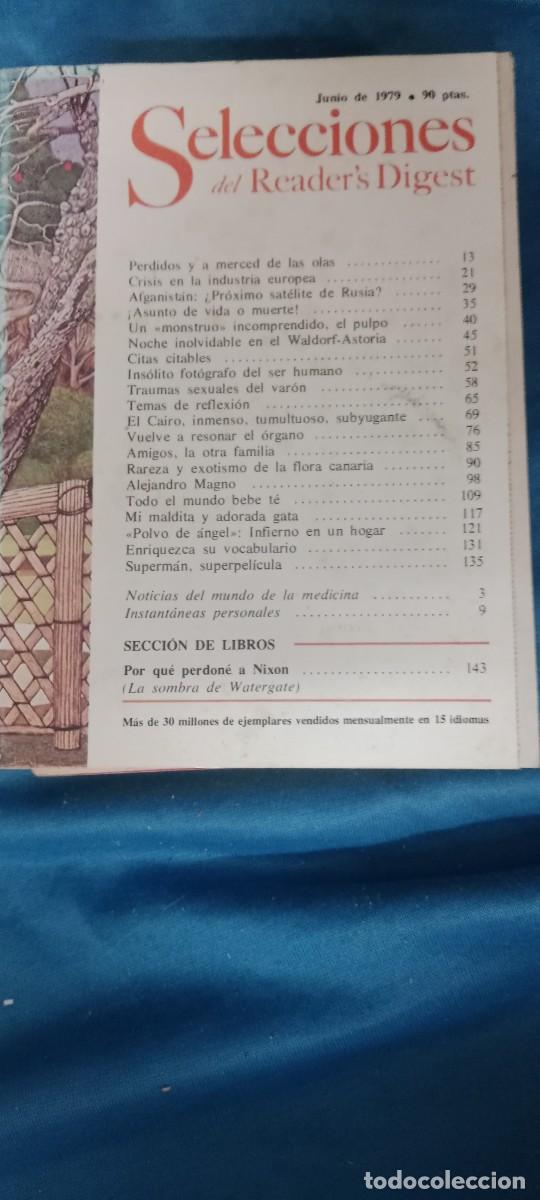 Junio de 1979 • 90 ptas.
Selecciones
del Reader's Digest
Perdidos y a merced de las olas ............... 13
Crisis en la industria europea ................. 21
Afganistán: ¿Próximo satélite de Rusia? ....... 29
¡Asunto de vida o muerte! ..................... 35
Un «monstruo» incomprendido, el pulpo ...... 40
Noche inolvidable en el Waldorf-Astoria ....... 45
Citas citables ................................ 51
Insólito fotógrafo del ser humano ............. 52
Traumas sexuales del varón .................. 58
Temas de reflexión .......................... 65
El Cairo, inmenso, tumultuoso, subyugante .... 69
Vuelve a resonar el órgano ................... 76
Amigos, la otra familia ....................... 85
Rareza y exotismo de la flora canaria ......... 90
Alejandro Magno ............................. 98
Todo el mundo bebe té ....................... 109
Mi maldita y adorada gata .................... 117
«Polvo de ángel»: Infierno en un hogar ....... 121
Enriquezca su vocabulario .................... 131
Supermán, superpelícula ...................... 135
Noticias del mundo de la medicina ........... 3
Instantáneas personales ...................... 9
SECCIÓN DE LIBROS
Por qué perdoné a Nixon ..................... 143
(La sombra de Watergate)
Más de 30 millones de ejemplares vendidos mensualmente en 15 idiomas
todocoleccion